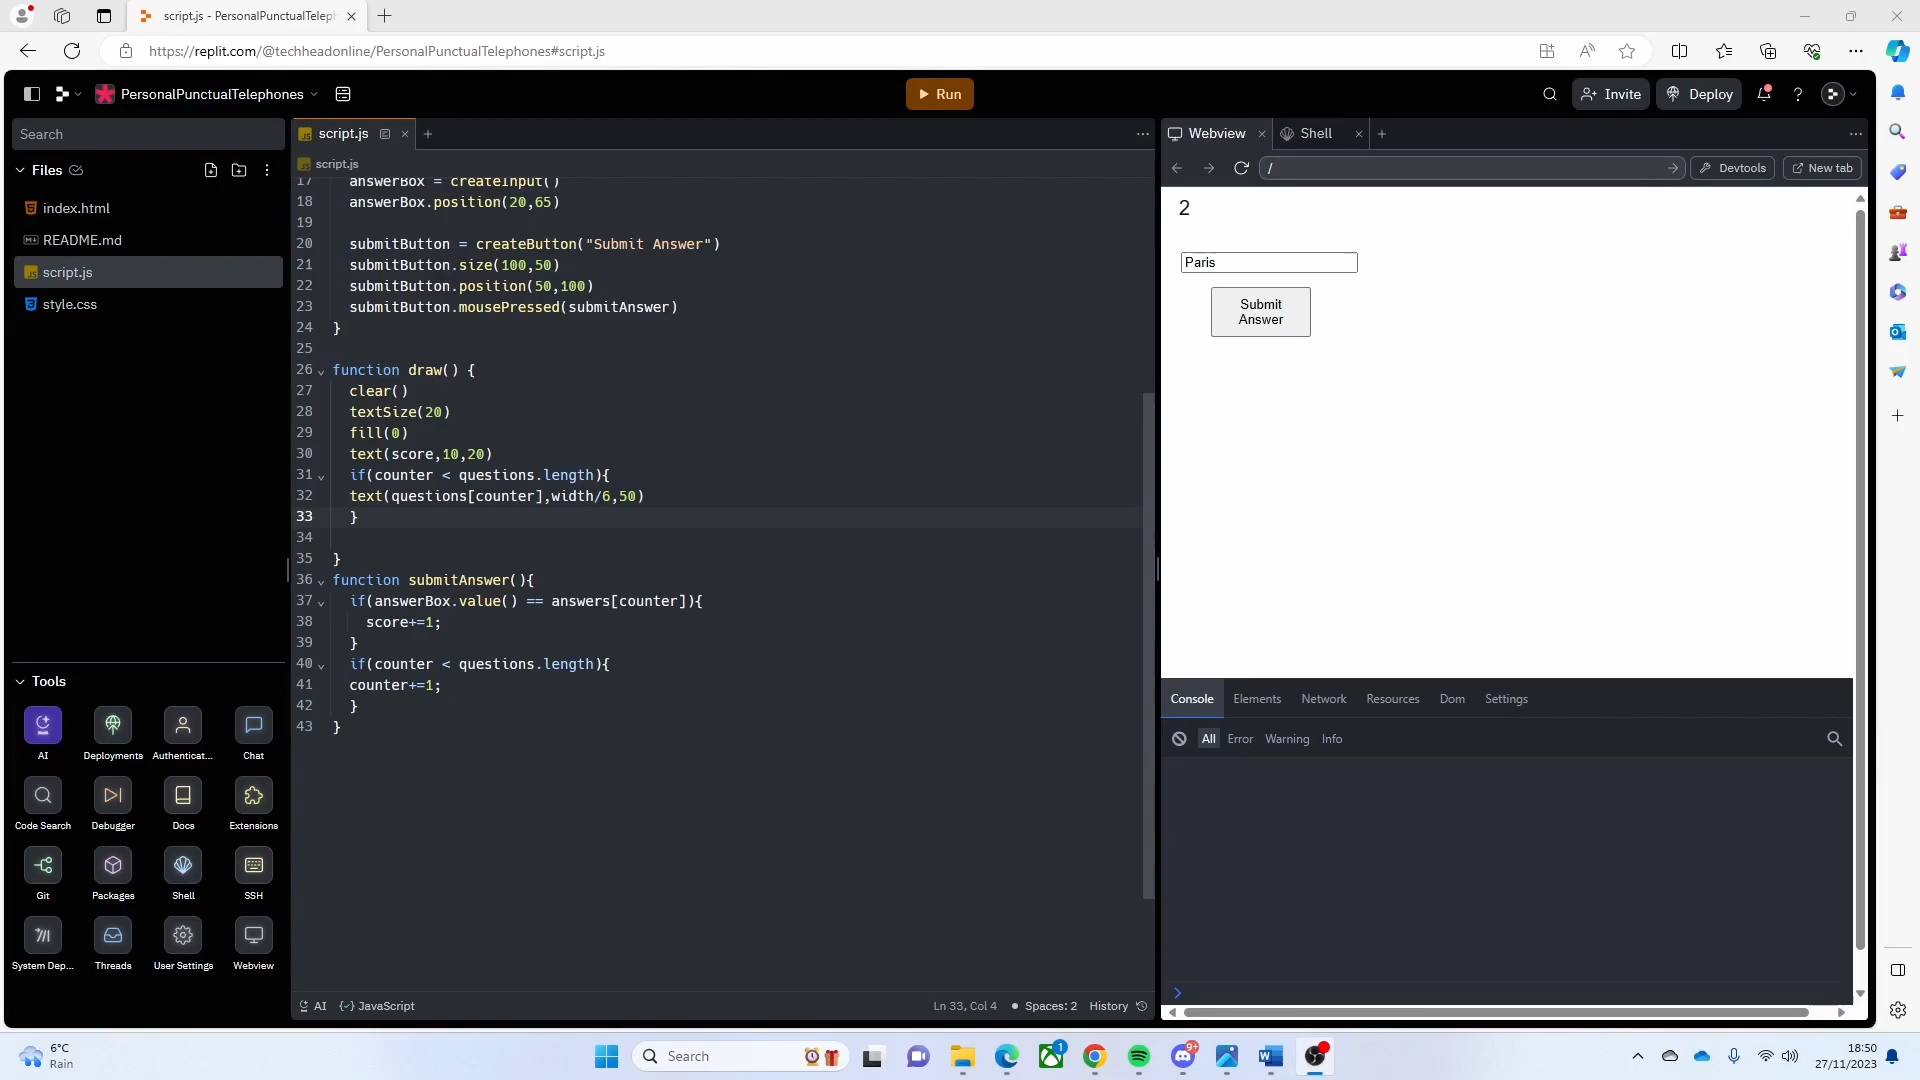 script.js - PersonalPunctualTeleph
https://replit.com/@techheadonline/PersonalPunctualTelephones#script.js
PersonalPunctualTelephones
Run
Invite
Deploy
Search
script.js
Webview
Shell
Files
script.js
/
Devtools
New tab
index.html
README.md
script.js
style.css
17 answerBox = createInput()
18 answerBox.position(20,65)
19
20 submitButton = createButton("Submit Answer")
21 submitButton.size(100,50)
22 submitButton.position(50,100)
23 submitButton.mousePressed(submitAnswer)
24 }
25
26 function draw() {
27 clear()
28 textSize(20)
29 fill(0)
30 text(score,10,20)
31 if(counter < questions.length){
32 text(questions[counter],width/6,50)
33 }
34
35 }
36 function submitAnswer(){
37 if(answerBox.value() == answers[counter]){
38 score+=1;
39 }
40 if(counter < questions.length){
41 counter+=1;
42 }
43 }
2
Paris
Submit
Answer
Tools
AI
Deployments
Authenticat...
Chat
Code Search
Debugger
Docs
Extensions
Git
Packages
Shell
SSH
System Dep...
Threads
User Settings
Webview
Console
Elements
Network
Resources
Dom
Settings
All
Error
Warning
Info
AI
JavaScript
Ln 33, Col 4
Spaces: 2
History
6°C
Rain
Search
1
9+
18:50
27/11/2023